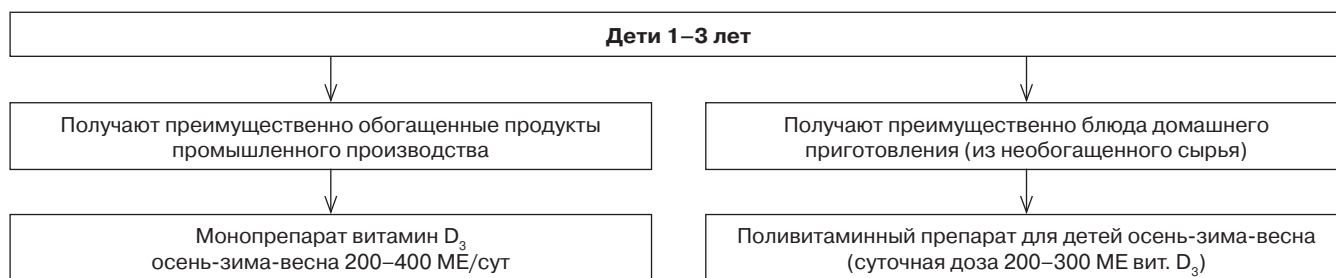 Дети 1–3 лет
Получают преимущественно обогащенные продукты
промышленного производства
Получают преимущественно блюда домашнего
приготовления (из необогащенного сырья)
Монопрепарат витамин D₃
осень-зима-весна 200–400 МЕ/сут
Поливитаминный препарат для детей осень-зима-весна
(суточная доза 200–300 МЕ вит. D₃)